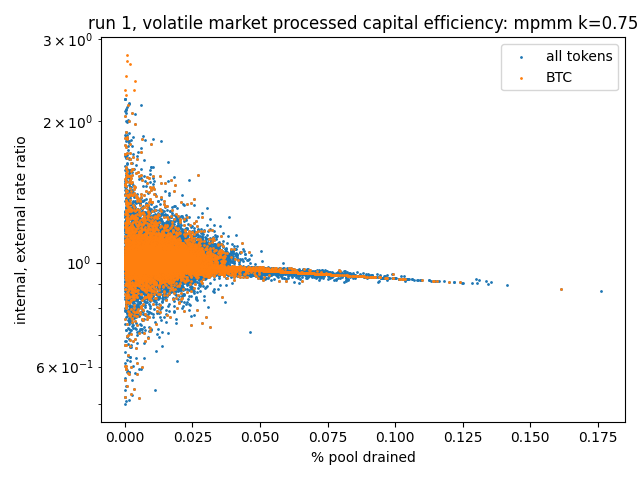 run 1, volatile market processed capital efficiency: mpmm k=0.75
3 × 10⁰
2 × 10⁰
10⁰
6 × 10⁻¹
internal, external rate ratio
all tokens
BTC
0.000 0.025 0.050 0.075 0.100 0.125 0.150 0.175
% pool drained